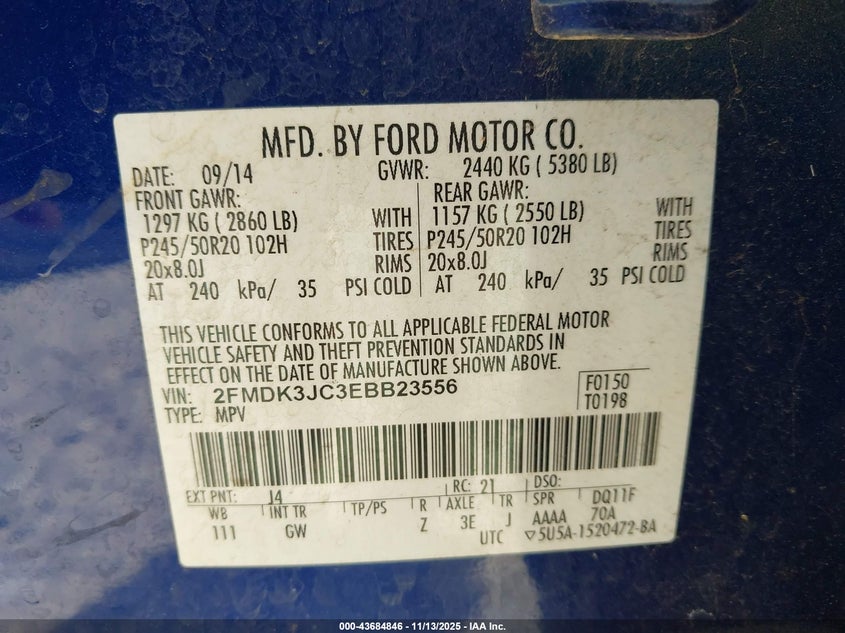 MFD. BY FORD MOTOR CO.
DATE: 09/14 GVWR: 2440 KG ( 5380 LB)
FRONT GAWR: REAR GAWR:
1297 KG ( 2860 LB) WITH 1157 KG ( 2550 LB) WITH
P245/50R20 102H TIRES P245/50R20 102H TIRES
20x8.0J RIMS 20x8.0J RIMS
AT 240 kPa/ 35 PSI COLD AT 240 kPa/ 35 PSI COLD
THIS VEHICLE CONFORMS TO ALL APPLICABLE FEDERAL MOTOR
VEHICLE SAFETY AND THEFT PREVENTION STANDARDS IN
EFFECT ON THE DATE OF MANUFACTURE SHOWN ABOVE.
VIN: 2FMDK3JC3EBB23556 F0150
TYPE: MPV T0198
EXT PNT: J4 RC: 21 DSO:
WB INT TR TP/PS R AXLE TR SPR DQ11F
111 GW Z 3E J AAAA 70A
UTC ▽5U5A-1520472-BA
000-43684846 - 11/13/2025 - IAA Inc.